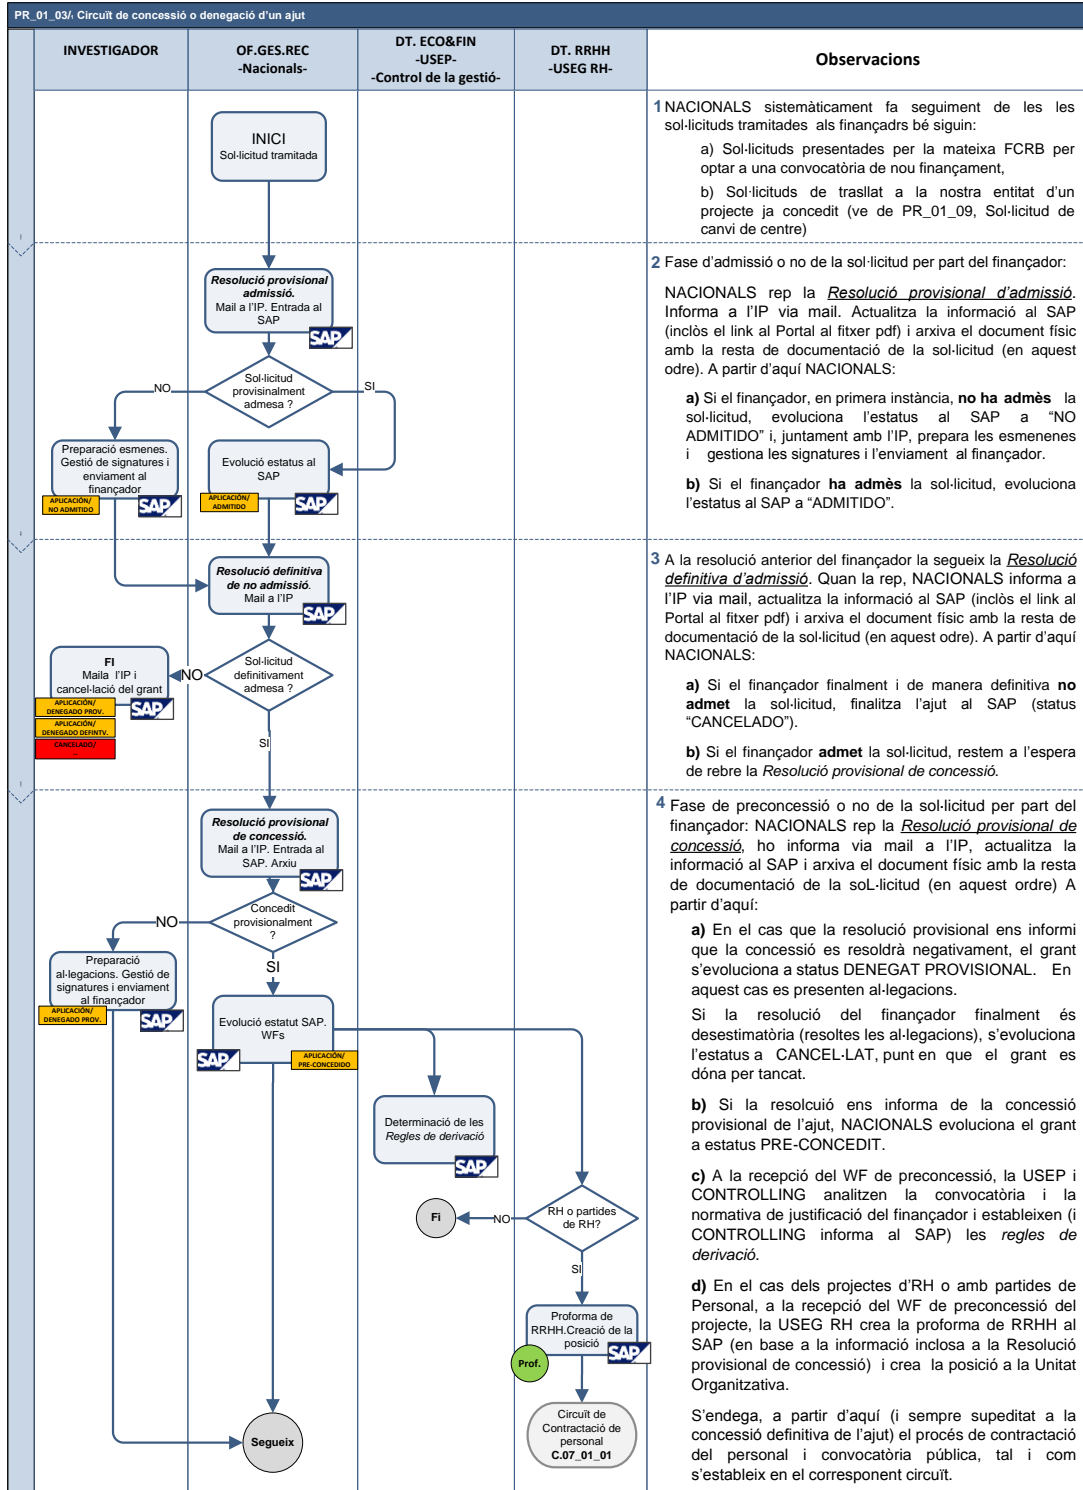 PR_01_03/: Circuït de concessió o denegació d'un ajut
INVESTIGADOR
OF.GES.REC
-Nacionals-
DT. ECO&FIN
-USEP-
-Control de la gestió-
DT. RRHH
-USEG RH-
Observacions
INICI
Sol·licitud tramitada
1 NACIONALS sistemàticament fa seguiment de les les
sol·licituds tramitades als finançadrs bé siguin:
a) Sol·licituds presentades per la mateixa FCRB per
optar a una convocatòria de nou finançament,
b) Sol·licituds de trasllat a la nostra entitat d'un
projecte ja concedit (ve de PR_01_09, Sol·licitud de
canvi de centre)
Resolució provisional
admissió.
Mail a l'IP. Entrada al
SAP
SAP
Sol·licitud
provisinalment
admesa ?
NO
SI
Preparació esmenes.
Gestió de signatures i
enviament al
finançador
APLICACIÓN/
NO ADMITIDO
SAP
Evolució estatus al
SAP
APLICACIÓN/
ADMITIDO
SAP
2 Fase d'admissió o no de la sol·licitud per part del finançador:
NACIONALS rep la Resolució provisional d'admissió.
Informa a l'IP via mail. Actualitza la informació al SAP
(inclòs el link al Portal al fitxer pdf) i arxiva el document físic
amb la resta de documentació de la sol·licitud (en aquest
odre). A partir d'aquí NACIONALS:
a) Si el finançador, en primera instància, no ha admès la
sol·licitud, evoluciona l'estatus al SAP a “NO
ADMITIDO” i, juntament amb l'IP, prepara les esmenenes
i gestiona les signatures i l'enviament al finançador.
b) Si el finançador ha admès la sol·licitud, evoluciona
l'estatus al SAP a “ADMITIDO”.
Resolució definitiva
de no admissió.
Mail a l'IP
SAP
Sol·licitud
definitivament
admesa ?
NO
SI
FI
Maila l'IP i
cancel·lació del grant
SAP
APLICACIÓN/
DENEGADO PROV.
APLICACIÓN/
DENEGADO DEFINTV.
CANCELADO/
...
3 A la resolució anterior del finançador la segueix la Resolució
definitiva d'admissió. Quan la rep, NACIONALS informa a
l'IP via mail, actualitza la informació al SAP (inclòs el link al
Portal al fitxer pdf) i arxiva el document físic amb la resta de
documentació de la sol·licitud (en aquest odre). A partir d'aquí
NACIONALS:
a) Si el finançador finalment i de manera definitiva no
admet la sol·licitud, finalitza l'ajut al SAP (status
“CANCELADO”).
b) Si el finançador admet la sol·licitud, restem a l'espera
de rebre la Resolució provisional de concessió.
Resolució provisional
de concessió.
Mail a l'IP. Entrada al
SAP. Arxiu
SAP
Concedit
provisionalment
?
NO
SI
Preparació
al·legacions. Gestió de
signatures i enviament
al finançador
APLICACIÓN/
DENEGADO PROV.
SAP
Evolució estatut SAP.
WFs
SAP
APLICACIÓN/
PRE-CONCEDIDO
Determinació de les
Regles de derivació
SAP
RH o partides
de RH?
NO
Fi
SI
Proforma de
RRHH.Creació de la
posició
Prof.
SAP
Circuït de
Contractació de
personal
C.07_01_01
Segueix
4 Fase de preconcessió o no de la sol·licitud per part del
finançador: NACIONALS rep la Resolució provisional de
concessió, ho informa via mail a l'IP, actualitza la
informació al SAP i arxiva el document físic amb la resta
de documentació de la soL·licitud (en aquest ordre) A
partir d'aquí:
a) En el cas que la resolució provisional ens informi
que la concessió es resoldrà negativament, el grant
s'evoluciona a status DENEGAT PROVISIONAL. En
aquest cas es presenten al·legacions.
Si la resolució del finançador finalment és
desestimatòria (resoltes les al·legacions), s'evoluciona
l'estatus a CANCEL·LAT, punt en que el grant es
dóna per tancat.
b) Si la resolcuió ens informa de la concessió
provisional de l'ajut, NACIONALS evoluciona el grant
a estatus PRE-CONCEDIT.
c) A la recepció del WF de preconcessió, la USEP i
CONTROLLING analitzen la convocatòria i la
normativa de justificació del finançador i estableixen (i
CONTROLLING informa al SAP) les regles de
derivació.
d) En el cas dels projectes d'RH o amb partides de
Personal, a la recepció del WF de preconcessió del
projecte, la USEG RH crea la proforma de RRHH al
SAP (en base a la informació inclosa a la Resolució
provisional de concessió) i crea la posició a la Unitat
Organitzativa.
S'endega, a partir d'aquí (i sempre supeditat a la
concessió definitiva de l'ajut) el procés de contractació
del personal i convocatòria pública, tal i com
s'estableix en el corresponent circuït.